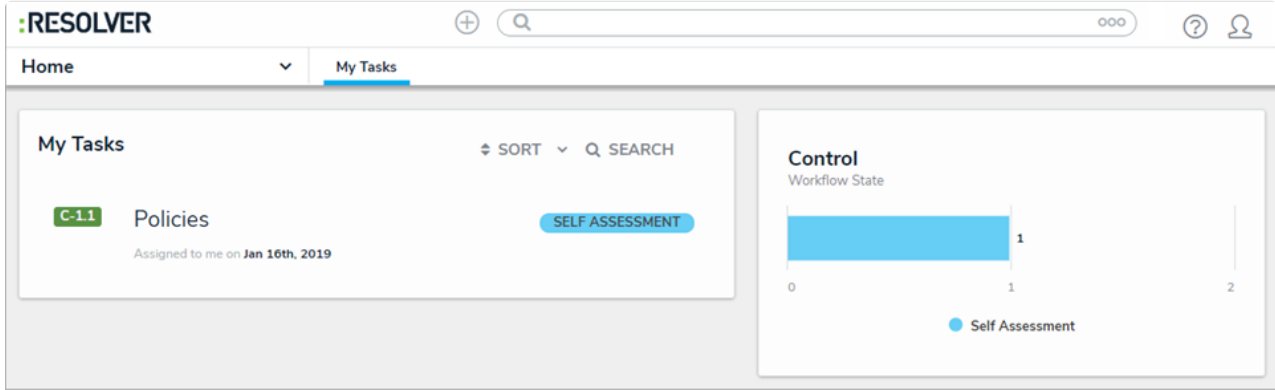 :RESOLVER
Home
My Tasks
My Tasks
SORT
SEARCH
C-1.1
Policies
SELF ASSESSMENT
Assigned to me on Jan 16th, 2019
Control
Workflow State
1
0 1 2
Self Assessment